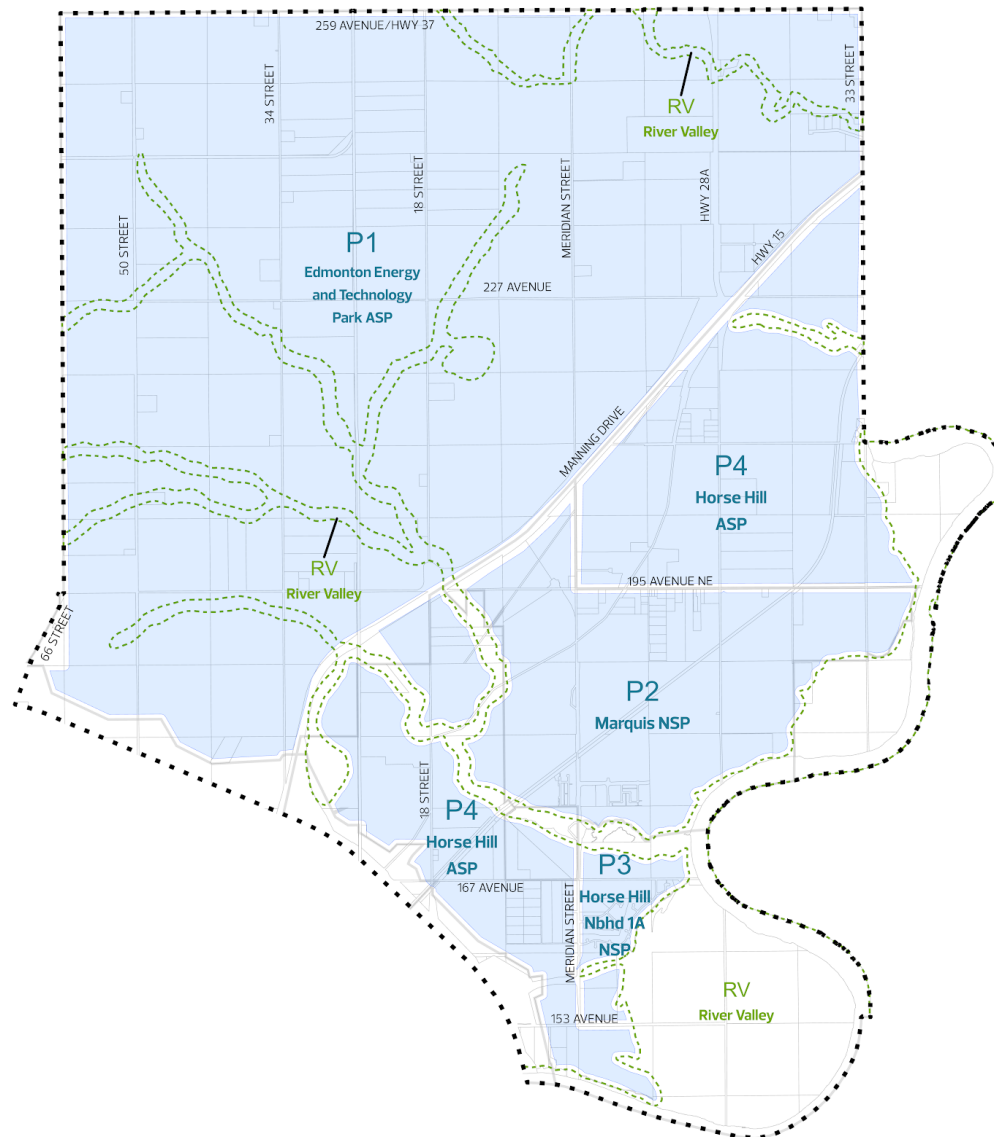 259 AVENUE/HWY 37
34 STREET
33 STREET
RV
River Valley
50 STREET
18 STREET
MERIDIAN STREET
HWY 28A
P1
Edmonton Energy
and Technology
Park ASP
HWY 15
227 AVENUE
MANNING DRIVE
P4
Horse Hill
ASP
RV
River Valley
195 AVENUE NE
66 STREET
P2
Marquis NSP
18 STREET
P4
Horse Hill
ASP
P3
Horse Hill
Nbhd 1A
NSP
167 AVENUE
MERIDIAN STREET
RV
River Valley
153 AVENUE